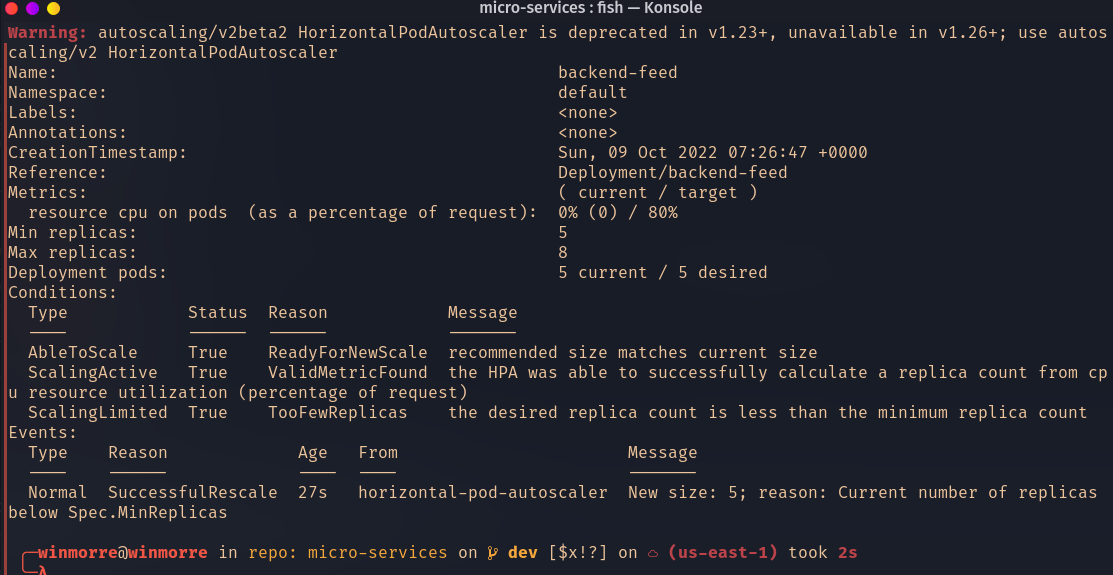 micro-services : fish — Konsole
Warning: autoscaling/v2beta2 HorizontalPodAutoscaler is deprecated in v1.23+, unavailable in v1.26+; use autos
caling/v2 HorizontalPodAutoscaler
Name: backend-feed
Namespace: default
Labels: <none>
Annotations: <none>
CreationTimestamp: Sun, 09 Oct 2022 07:26:47 +0000
Reference: Deployment/backend-feed
Metrics: ( current / target )
resource cpu on pods (as a percentage of request): 0% (0) / 80%
Min replicas: 5
Max replicas: 8
Deployment pods: 5 current / 5 desired
Conditions:
Type Status Reason Message
---- ------ ------ -------
AbleToScale True ReadyForNewScale recommended size matches current size
ScalingActive True ValidMetricFound the HPA was able to successfully calculate a replica count from cp
u resource utilization (percentage of request)
ScalingLimited True TooFewReplicas the desired replica count is less than the minimum replica count
Events:
Type Reason Age From Message
---- ------ ---- ---- -------
Normal SuccessfulRescale 27s horizontal-pod-autoscaler New size: 5; reason: Current number of replicas
below Spec.MinReplicas
winmorre@winmorre in repo: micro-services on dev [$x!?] on (us-east-1) took 2s
λ